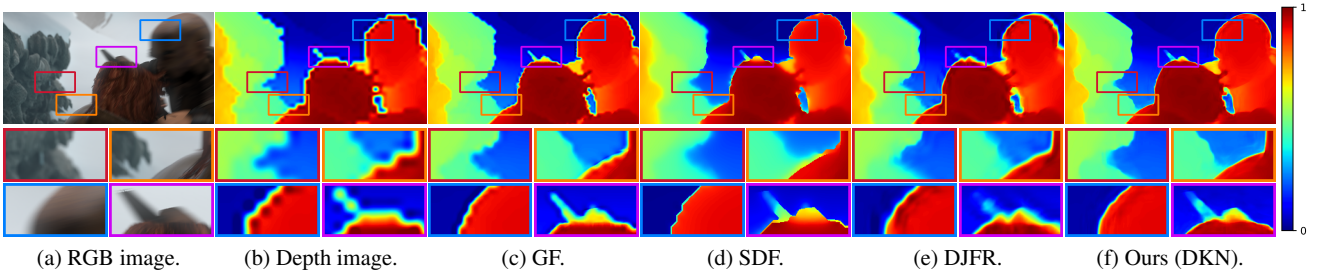 1
0
(a) RGB image. (b) Depth image. (c) GF. (d) SDF. (e) DJFR. (f) Ours (DKN).